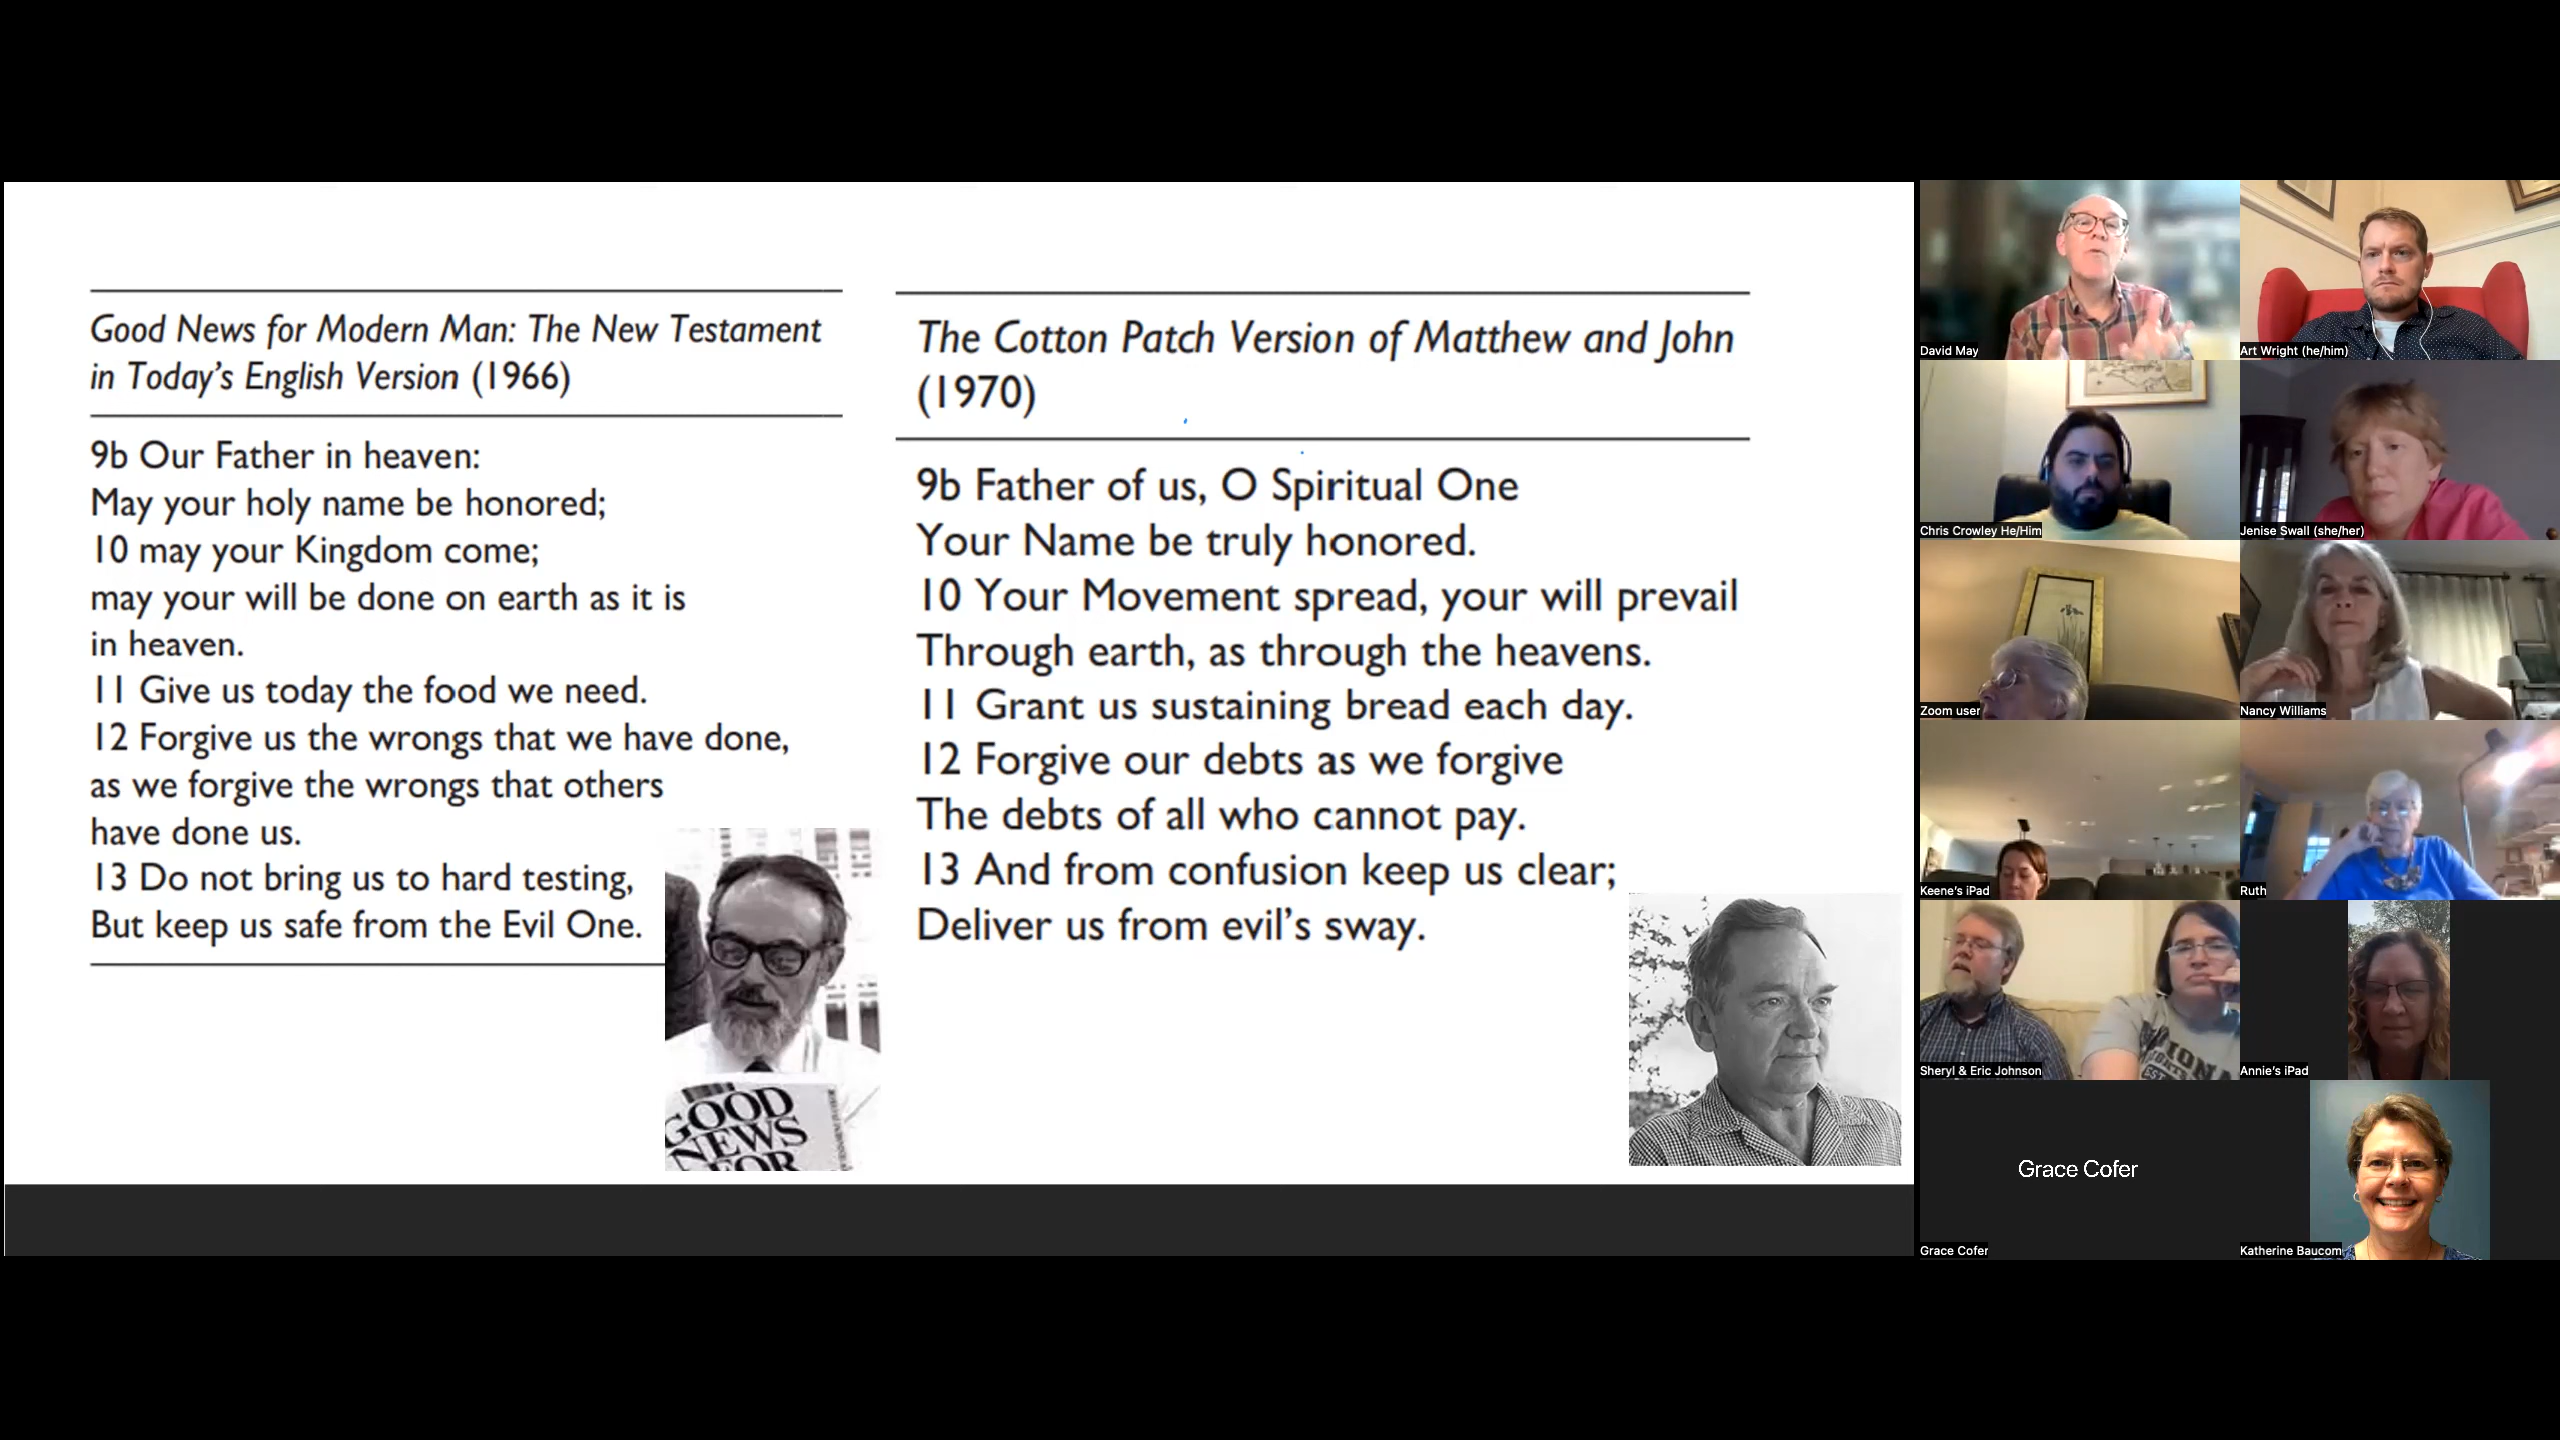 Good News for Modern Man: The New Testament
in Today's English Version (1966)
9b Our Father in heaven:
May your holy name be honored;
10 may your Kingdom come;
may your will be done on earth as it is
in heaven.
11 Give us today the food we need.
12 Forgive us the wrongs that we have done,
as we forgive the wrongs that others
have done us.
13 Do not bring us to hard testing,
But keep us safe from the Evil One.
GOOD
NEWS
FOR
The Cotton Patch Version of Matthew and John
(1970)
9b Father of us, O Spiritual One
Your Name be truly honored.
10 Your Movement spread, your will prevail
Through earth, as through the heavens.
11 Grant us sustaining bread each day.
12 Forgive our debts as we forgive
The debts of all who cannot pay.
13 And from confusion keep us clear;
Deliver us from evil's sway.
David May
Art Wright (he/him)
Chris Crowley He/Him
Jenise Swall (she/her)
Zoom user
Nancy Williams
Keene's iPad
Ruth
Sheryl & Eric Johnson
Annie's iPad
Grace Cofer
Grace Cofer
Katherine Baucom